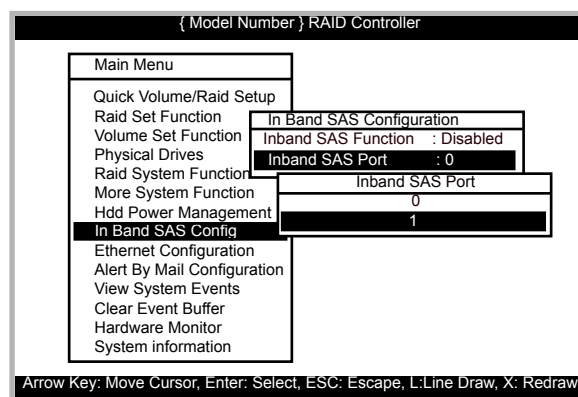 { Model Number } RAID Controller
Main Menu
Quick Volume/Raid Setup
Raid Set Function
Volume Set Function
Physical Drives
Raid System Function
More System Function
Hdd Power Management
In Band SAS Config
Ethernet Configuration
Alert By Mail Configuration
View System Events
Clear Event Buffer
Hardware Monitor
System information
In Band SAS Configuration
Inband SAS Function : Disabled
Inband SAS Port : 0
Inband SAS Port
0
1
Arrow Key: Move Cursor, Enter: Select, ESC: Escape, L:Line Draw, X: Redraw